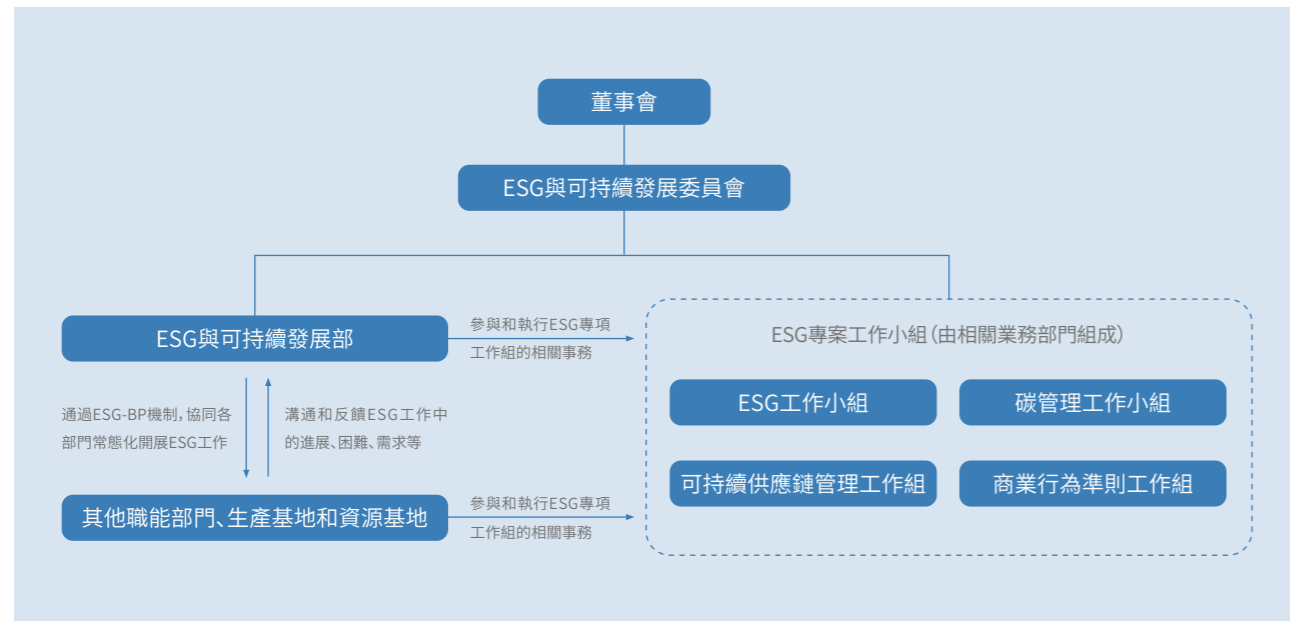 董事會
ESG與可持續發展委員會
ESG與可持續發展部
參與和執行ESG專項
工作組的相關事務
ESG專案工作小組(由相關業務部門組成)
ESG工作小組
碳管理工作小組
通過ESG-BP機制,協同各
部門常態化開展ESG工作
溝通和反饋ESG工作中
的進展、困難、需求等
可持續供應鏈管理工作組
商業行為準則工作組
其他職能部門、生產基地和資源基地
參與和執行ESG專項
工作組的相關事務